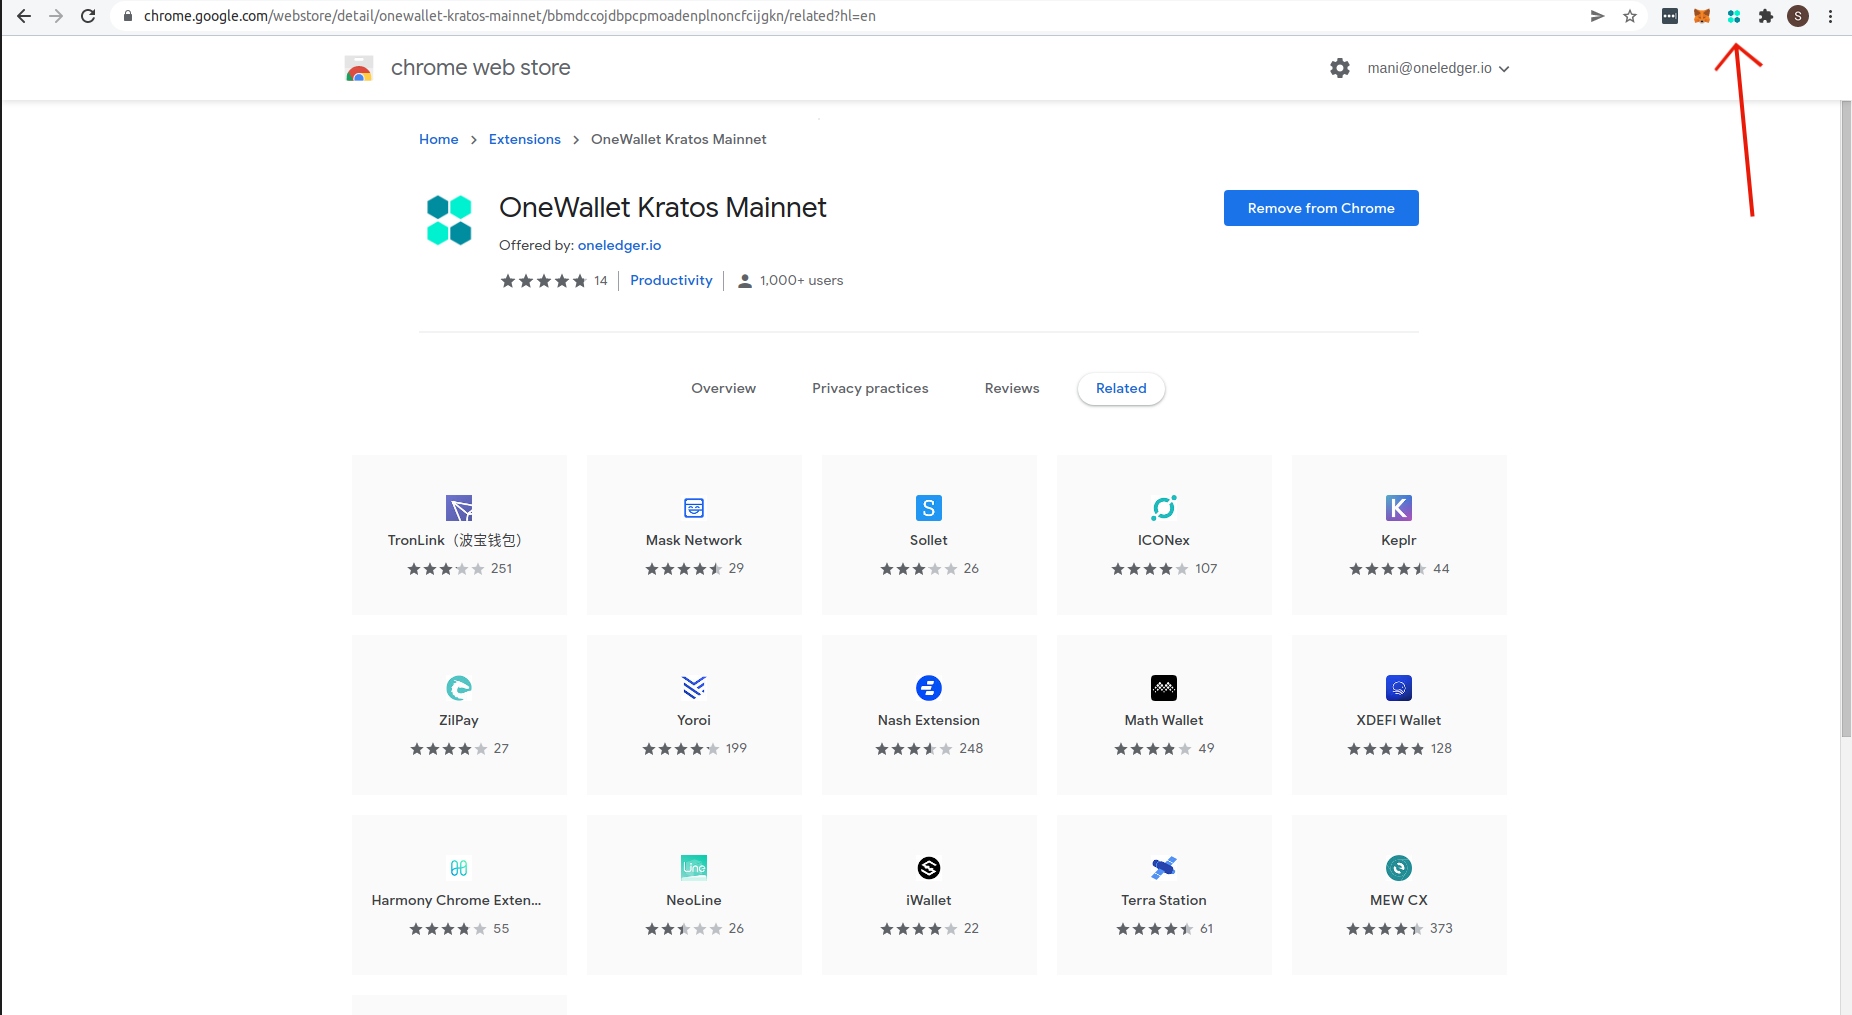 chrome.google.com/webstore/detail/onewallet-kratos-mainnet/bbmdccojdbpcpmoadenplnoncfcijgkn/related?hl=en
S
chrome web store
mani@oneledger.io
Home > Extensions > OneWallet Kratos Mainnet
OneWallet Kratos Mainnet
Remove from Chrome
Offered by: oneledger.io
14 Productivity 1,000+ users
Overview Privacy practices Reviews Related
S K
TronLink（波宝钱包） Mask Network Sollet ICONex Keplr
251 29 26 107 44
ZilPay Yoroi Nash Extension Math Wallet XDEFI Wallet
27 199 248 49 128
Line
Harmony Chrome Exten... NeoLine iWallet Terra Station MEW CX
55 26 22 61 373